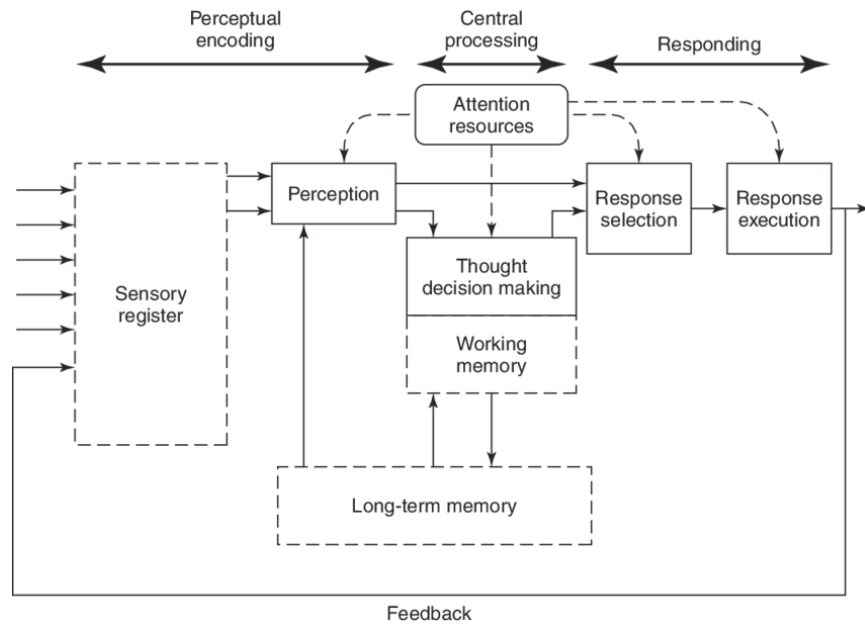 Perceptual
encoding
Central
processing
Responding
Attention
resources
Perception
Response
selection
Response
execution
Sensory
register
Thought
decision making
Working
memory
Long-term memory
Feedback